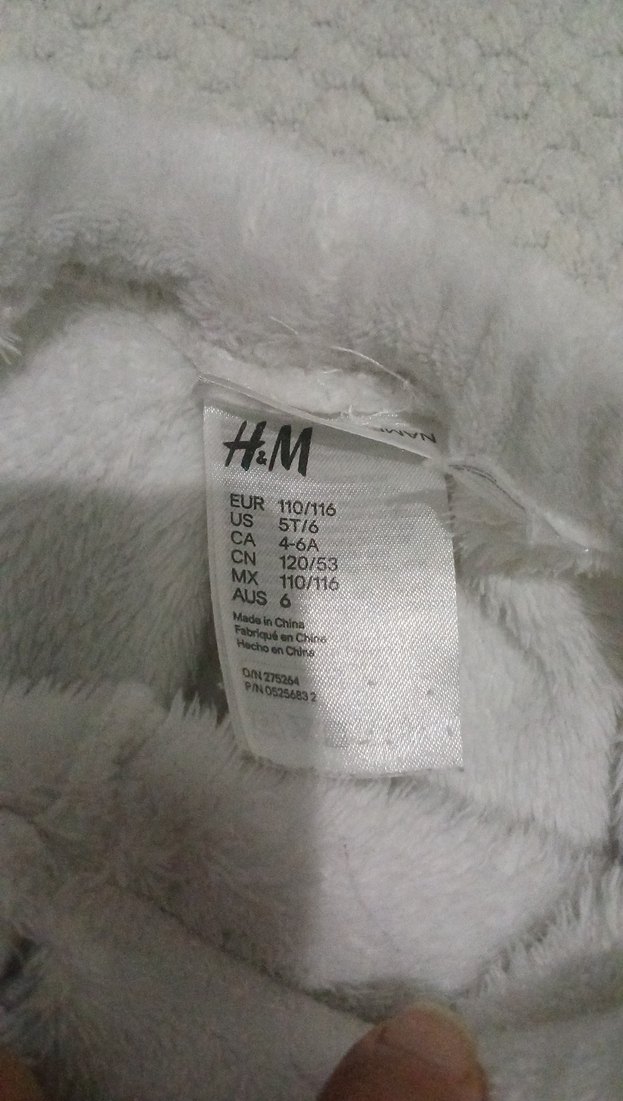 NAME
H&M
EUR 110/116
US 5T/6
CA 4-6A
CN 120/53
MX 110/116
AUS 6
Made in China
Fabriqué en Chine
Hecho en China
O/N 275264
P/N 0525683 2